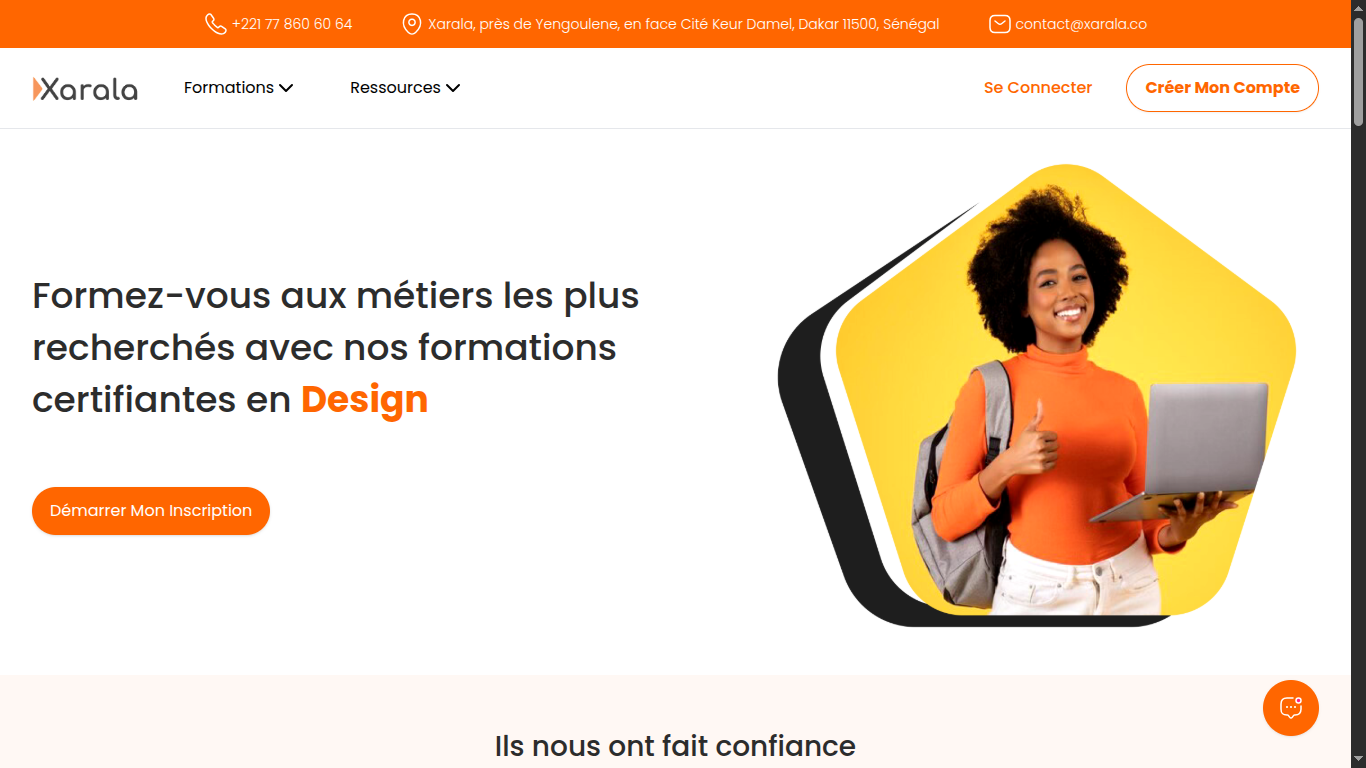 +221 77 860 60 64
Xarala, près de Yengoulene, en face Cité Keur Damel, Dakar 11500, Sénégal
contact@xarala.co
Xarala
Formations
Ressources
Se Connecter
Créer Mon Compte
Formez-vous aux métiers les plus
recherchés avec nos formations
certifiantes en Design
Démarrer Mon Inscription
Ils nous ont fait confiance